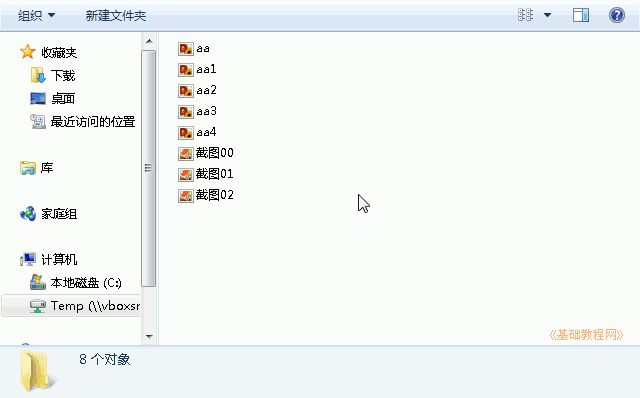 组织 新建文件夹
收藏夹
下载
桌面
最近访问的位置
库
家庭组
计算机
本地磁盘 (C:)
Temp (\\vboxsr
aa
aa1
aa2
aa3
aa4
截图00
截图01
截图02
《基础教程网》
8 个对象